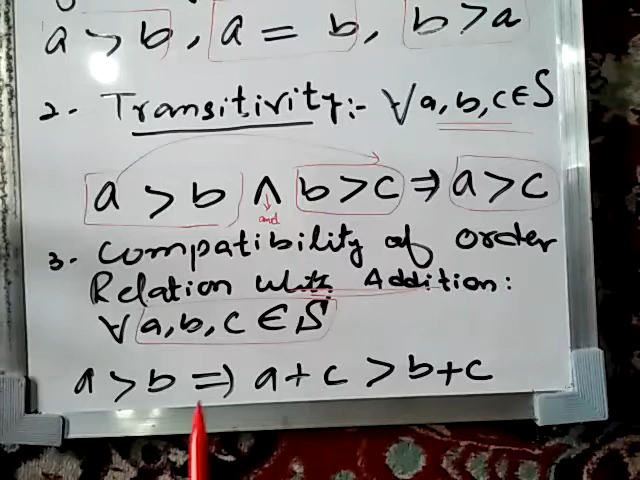 a > b, a = b, b > a
2. Transitivity:- ∀ a, b, c ∈ S
a > b ∧ b > c ⇒ a > c
and
3. Compatibility of order
Relation with Addition:
∀ a, b, c ∈ S
a > b ⇒ a + c > b + c